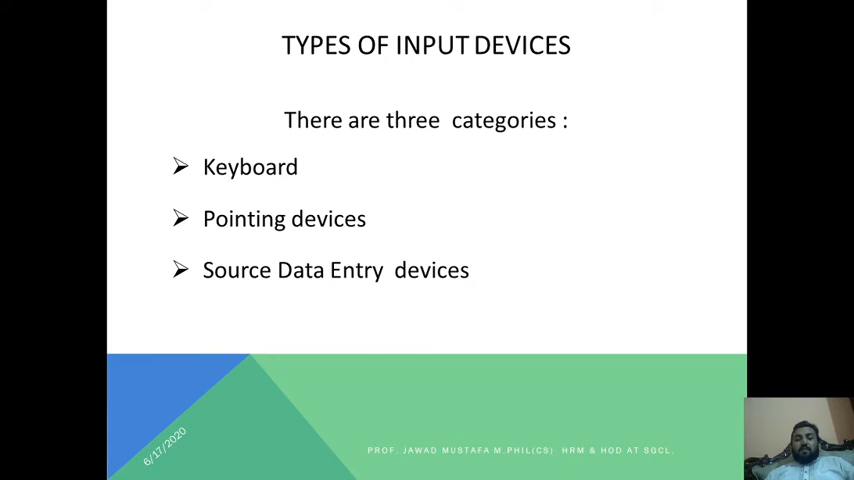 TYPES OF INPUT DEVICES
There are three categories :
Keyboard
Pointing devices
Source Data Entry devices
6/17/2020
PROF. JAWAD MUSTAFA M.PHIL(CS) HRM & HOD AT SGCL.